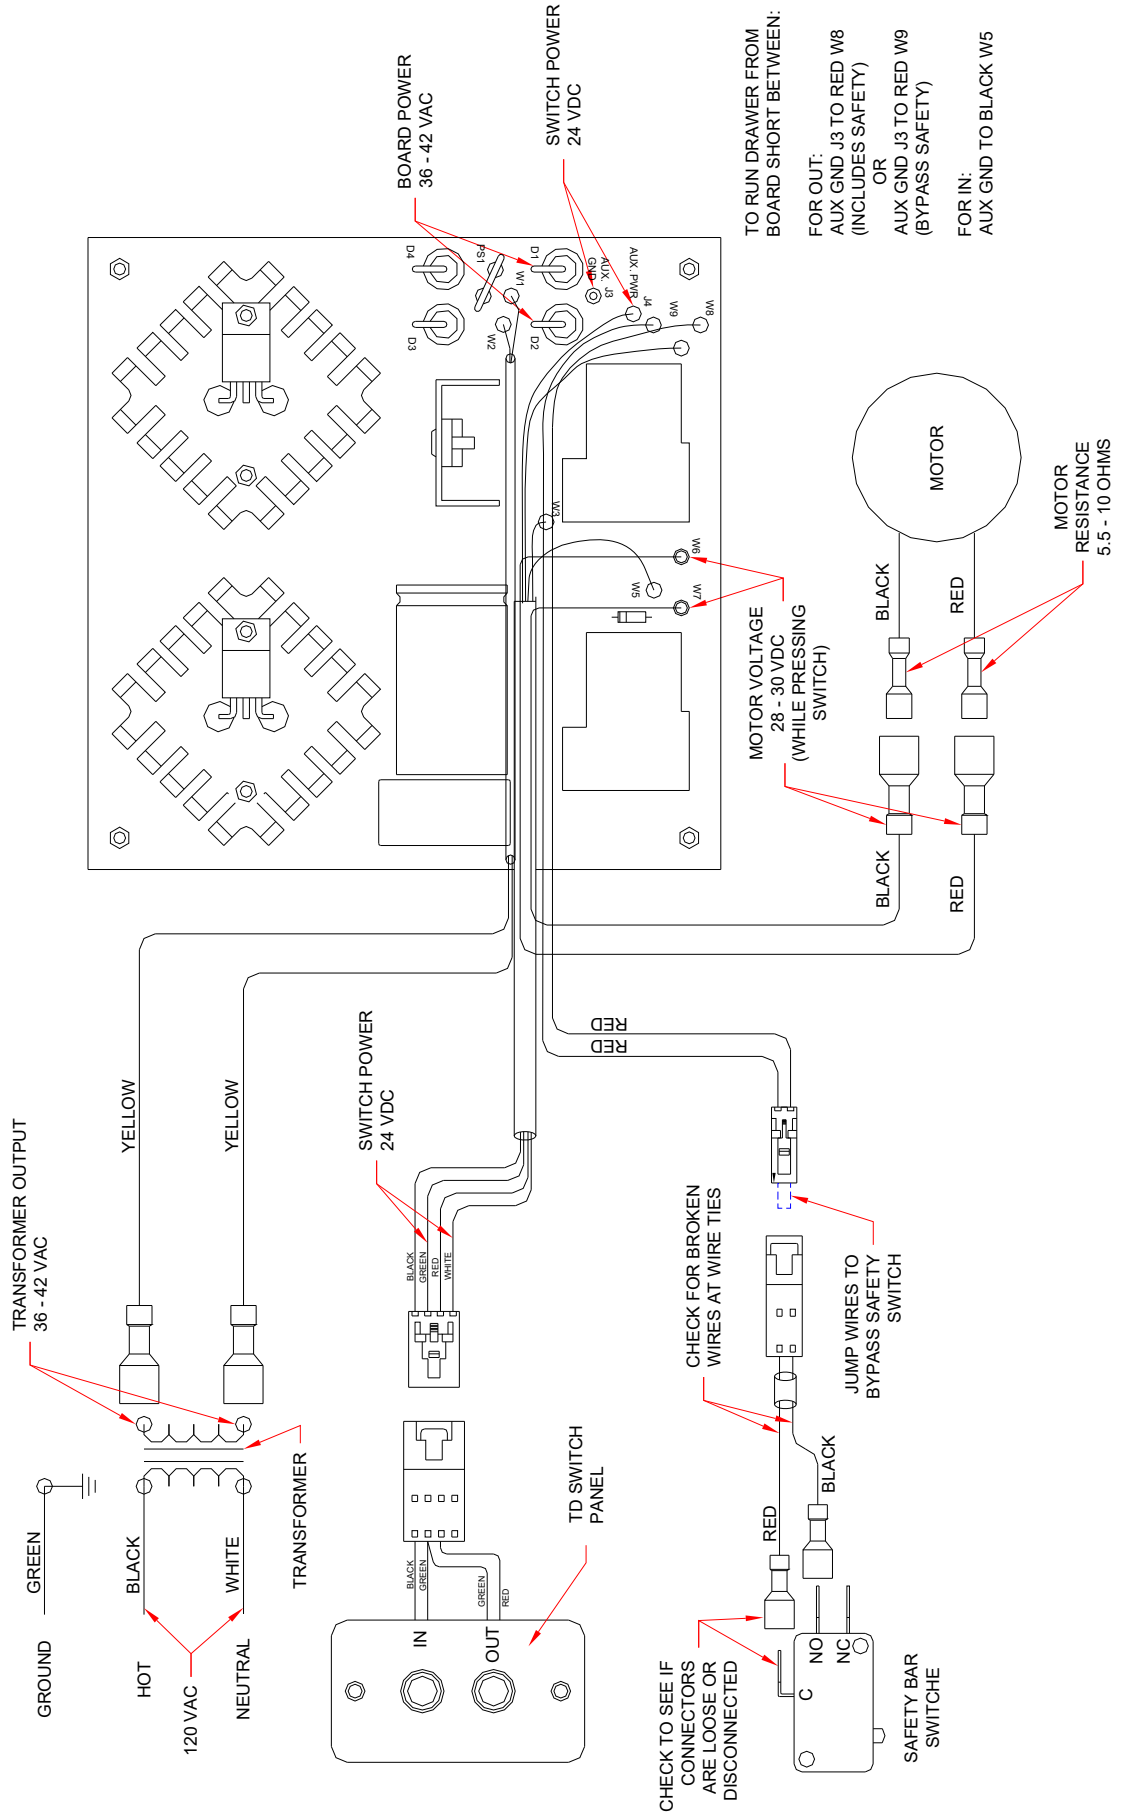 TRANSFORMER OUTPUT
36 - 42 VAC
GROUND
GREEN
HOT
BLACK
YELLOW
120 VAC
NEUTRAL
WHITE
YELLOW
TRANSFORMER
SWITCH POWER
24 VDC
BLACK
GREEN
RED
WHITE
BLACK
GREEN
GREEN
RED
IN
OUT
TD SWITCH
PANEL
RED
RED
CHECK FOR BROKEN
WIRES AT WIRE TIES
JUMP WIRES TO
BYPASS SAFETY
SWITCH
RED
BLACK
CHECK TO SEE IF
CONNECTORS
ARE LOOSE OR
DISCONNECTED
C
NO
NC
SAFETY BAR
SWITCHE
BOARD POWER
36 - 42 VAC
SWITCH POWER
24 VDC
D4
D3
PS1
W1
W2
D1
D2
AUX. J3
GND
AUX. PWR
J4
W9
W8
W3
W5
W6
W7
MOTOR VOLTAGE
28 - 30 VDC
(WHILE PRESSING
SWITCH)
BLACK
RED
BLACK
RED
MOTOR
MOTOR
RESISTANCE
5.5 - 10 OHMS
TO RUN DRAWER FROM
BOARD SHORT BETWEEN:
FOR OUT:
AUX GND J3 TO RED W8
(INCLUDES SAFETY)
OR
AUX GND J3 TO RED W9
(BYPASS SAFETY)
FOR IN:
AUX GND TO BLACK W5